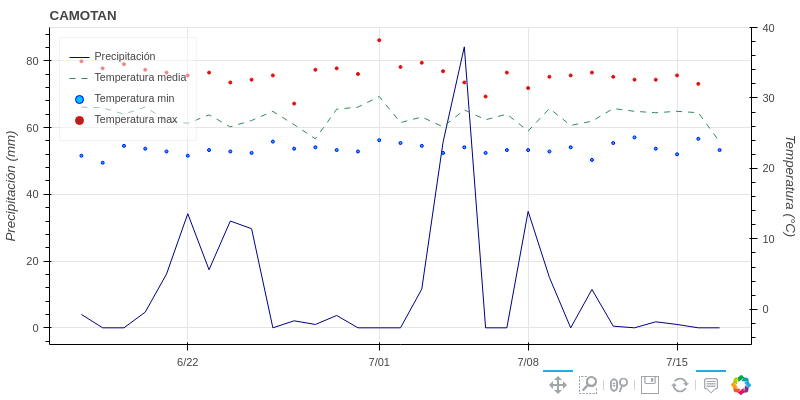 CAMOTAN
Precipitación
Temperatura media
Temperatura min
Temperatura max
Precipitación (mm)
80
60
40
20
0
40
30
20
10
0
Temperatura (°C)
6/22
7/01
7/08
7/15